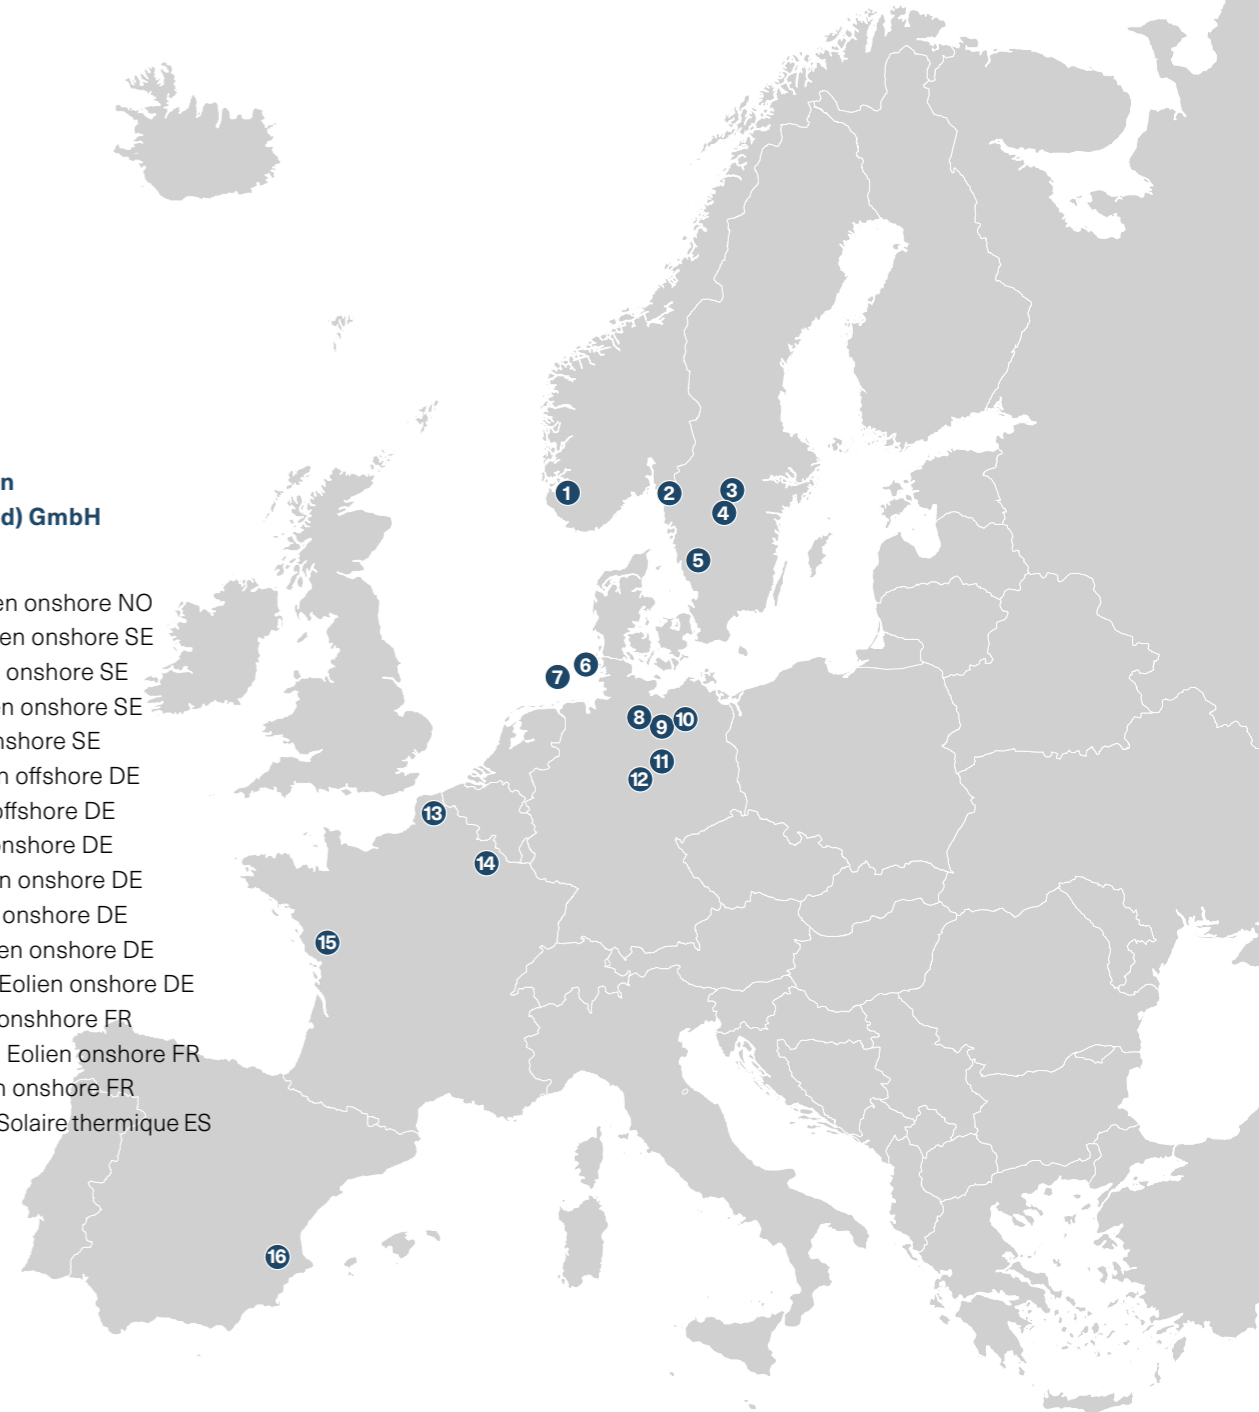 n
d) GmbH
en onshore NO
en onshore SE
onshore SE
n onshore SE
nshore SE
n offshore DE
offshore DE
onshore DE
n onshore DE
onshore DE
en onshore DE
Eolien onshore DE
onshhore FR
Eolien onshore FR
n onshore FR
Solaire thermique ES
1
2
3
4
5
6
7
8
9
10
11
12
13
14
15
16